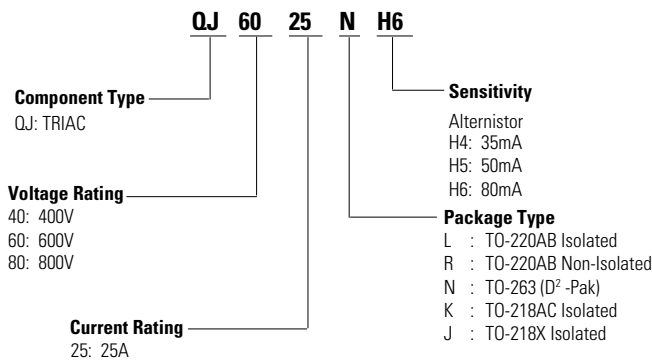 QJ 60 25 N H6
Component Type
QJ: TRIAC
Voltage Rating
40: 400V
60: 600V
80: 800V
Current Rating
25: 25A
Sensitivity
Alternistor
H4: 35mA
H5: 50mA
H6: 80mA
Package Type
L : TO-220AB Isolated
R : TO-220AB Non-Isolated
N : TO-263 (D² -Pak)
K : TO-218AC Isolated
J : TO-218X Isolated